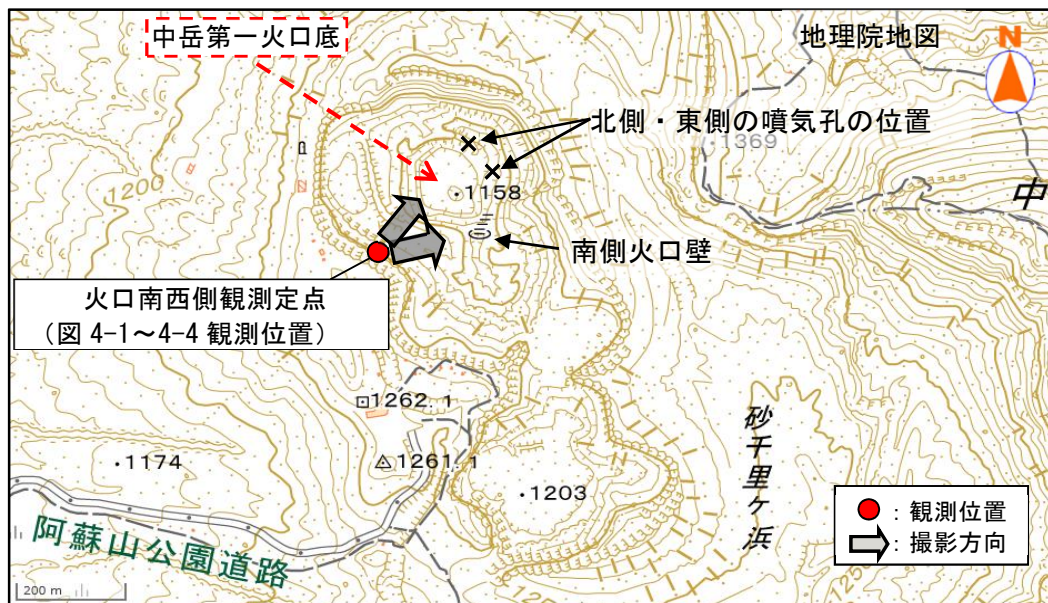 中岳第一火口底
地理院地図
N
北側・東側の噴気孔の位置
1369
1200
・1158
中
南側火口壁
火口南西側観測定点
（図 4-1～4-4 観測位置）
1262.1
砂千里ヶ浜
・1174
1261.1
・1203
：観測位置
：撮影方向
阿蘇山公園道路
200 m